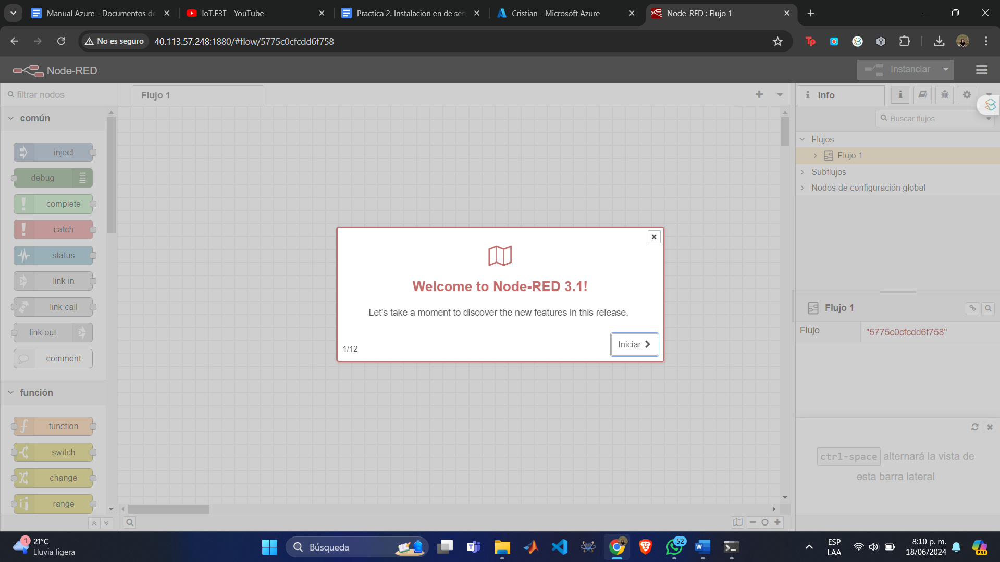 Manual Azure - Documentos de
IoT.E3T - YouTube
Practica 2. Instalacion en de ser
Cristian - Microsoft Azure
Node-RED : Flujo 1
No es seguro
40.113.57.248:1880/#flow/5775c0cfcdd6f758
Tp
Node-RED
Instanciar
filtrar nodos
Flujo 1
info
Buscar flujos
común
inject
debug
complete
catch
status
link in
link call
link out
comment
función
function
switch
change
range
Flujos
Flujo 1
Subflujos
Nodos de configuración global
Welcome to Node-RED 3.1!
Let's take a moment to discover the new features in this release.
1/12
Iniciar
Flujo 1
Flujo
"5775c0cfcdd6f758"
ctrl-space alternará la vista de
esta barra lateral
1
21°C
Lluvia ligera
Búsqueda
52
ESP
LAA
8:10 p. m.
18/06/2024
PRE